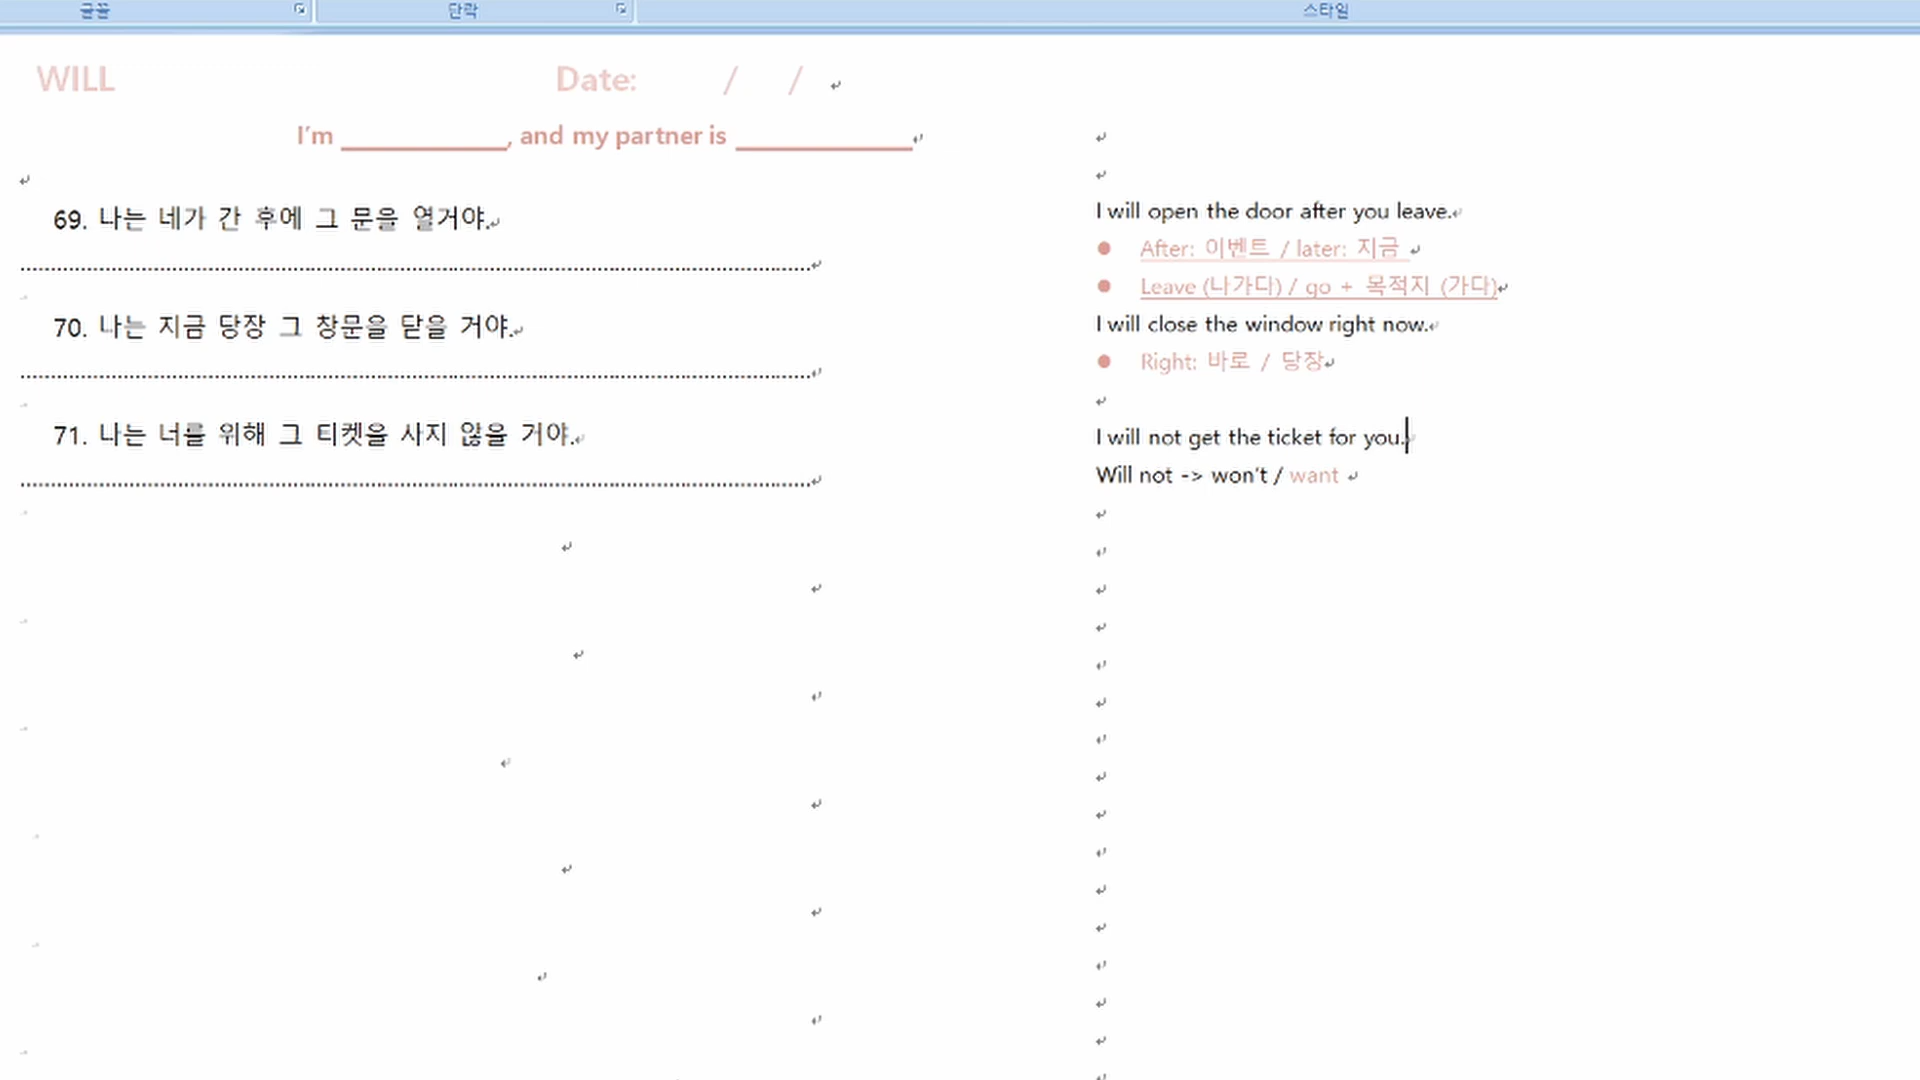 글꼴 단락 스타일
WILL Date: / /
I'm ____________, and my partner is _____________
69. 나는 네가 간 후에 그 문을 열거야.
70. 나는 지금 당장 그 창문을 닫을 거야.
71. 나는 너를 위해 그 티켓을 사지 않을 거야.
I will open the door after you leave.
● After: 이벤트 / later: 지금
● Leave (나가다) / go + 목적지 (가다)
I will close the window right now.
● Right: 바로 / 당장
I will not get the ticket for you.
Will not -> won't / want